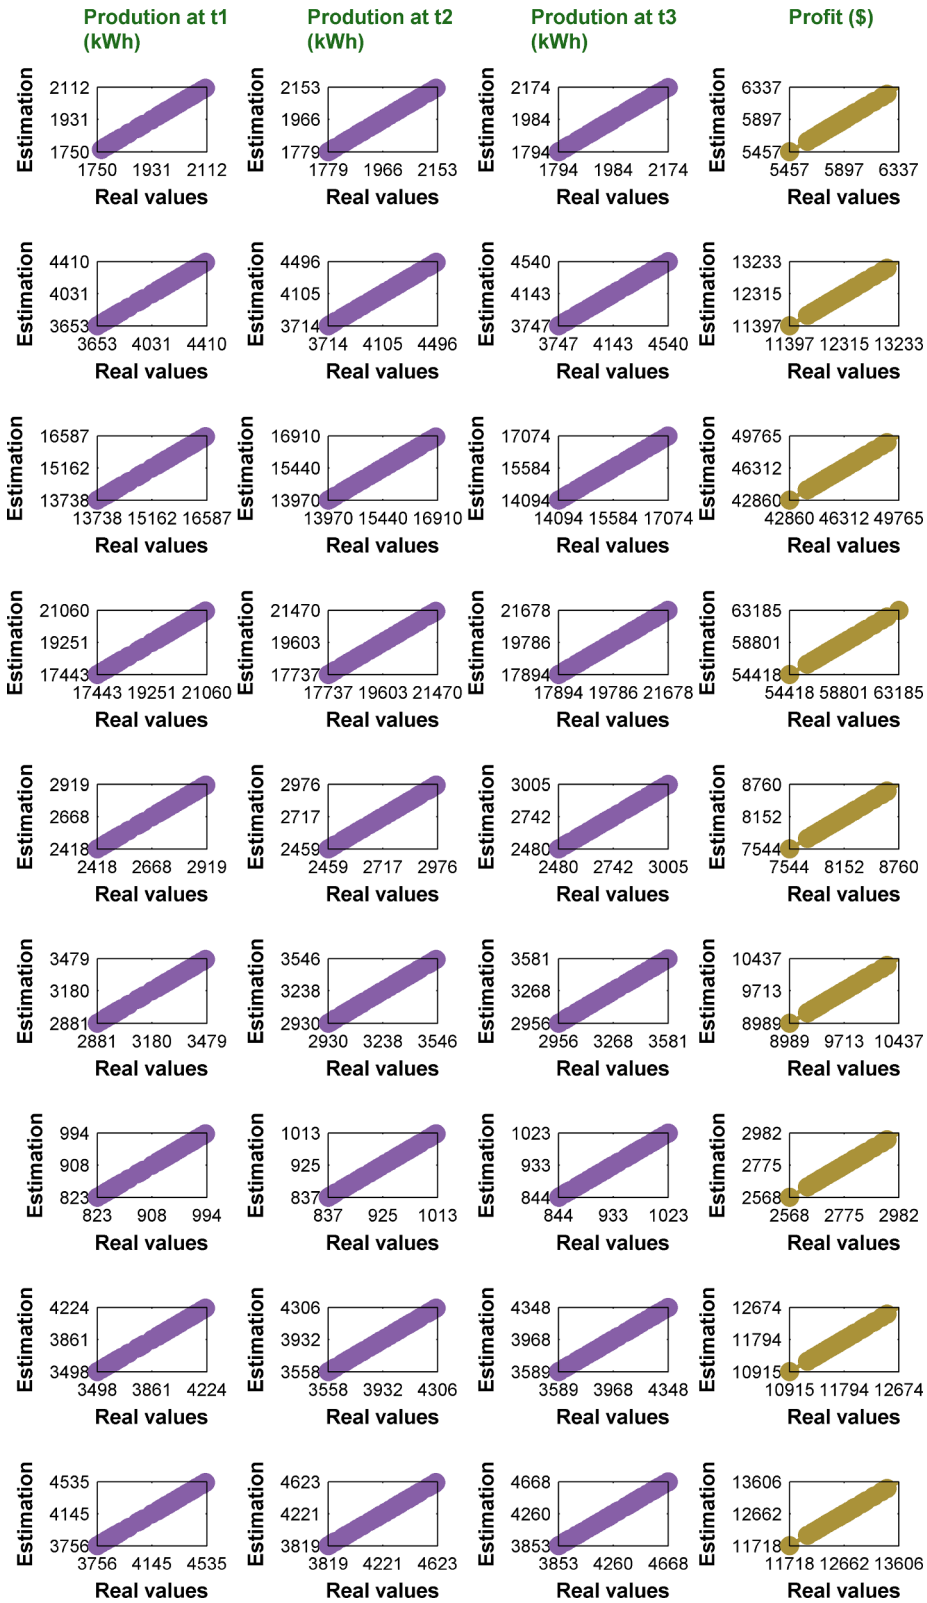 Prodution at t1
(kWh)
Prodution at t2
(kWh)
Prodution at t3
(kWh)
Profit ($)
Estimation
2112
1931
1750
1750 1931 2112
Real values
Estimation
2153
1966
1779
1779 1966 2153
Real values
Estimation
2174
1984
1794
1794 1984 2174
Real values
Estimation
6337
5897
5457
5457 5897 6337
Real values
Estimation
4410
4031
3653
3653 4031 4410
Real values
Estimation
4496
4105
3714
3714 4105 4496
Real values
Estimation
4540
4143
3747
3747 4143 4540
Real values
Estimation
13233
12315
11397
11397 12315 13233
Real values
Estimation
16587
15162
13738
13738 15162 16587
Real values
Estimation
16910
15440
13970
13970 15440 16910
Real values
Estimation
17074
15584
14094
14094 15584 17074
Real values
Estimation
49765
46312
42860
42860 46312 49765
Real values
Estimation
21060
19251
17443
17443 19251 21060
Real values
Estimation
21470
19603
17737
17737 19603 21470
Real values
Estimation
21678
19786
17894
17894 19786 21678
Real values
Estimation
63185
58801
54418
54418 58801 63185
Real values
Estimation
2919
2668
2418
2418 2668 2919
Real values
Estimation
2976
2717
2459
2459 2717 2976
Real values
Estimation
3005
2742
2480
2480 2742 3005
Real values
Estimation
8760
8152
7544
7544 8152 8760
Real values
Estimation
3479
3180
2881
2881 3180 3479
Real values
Estimation
3546
3238
2930
2930 3238 3546
Real values
Estimation
3581
3268
2956
2956 3268 3581
Real values
Estimation
10437
9713
8989
8989 9713 10437
Real values
Estimation
994
908
823
823 908 994
Real values
Estimation
1013
925
837
837 925 1013
Real values
Estimation
1023
933
844
844 933 1023
Real values
Estimation
2982
2775
2568
2568 2775 2982
Real values
Estimation
4224
3861
3498
3498 3861 4224
Real values
Estimation
4306
3932
3558
3558 3932 4306
Real values
Estimation
4348
3968
3589
3589 3968 4348
Real values
Estimation
12674
11794
10915
10915 11794 12674
Real values
Estimation
4535
4145
3756
3756 4145 4535
Real values
Estimation
4623
4221
3819
3819 4221 4623
Real values
Estimation
4668
4260
3853
3853 4260 4668
Real values
Estimation
13606
12662
11718
11718 12662 13606
Real values